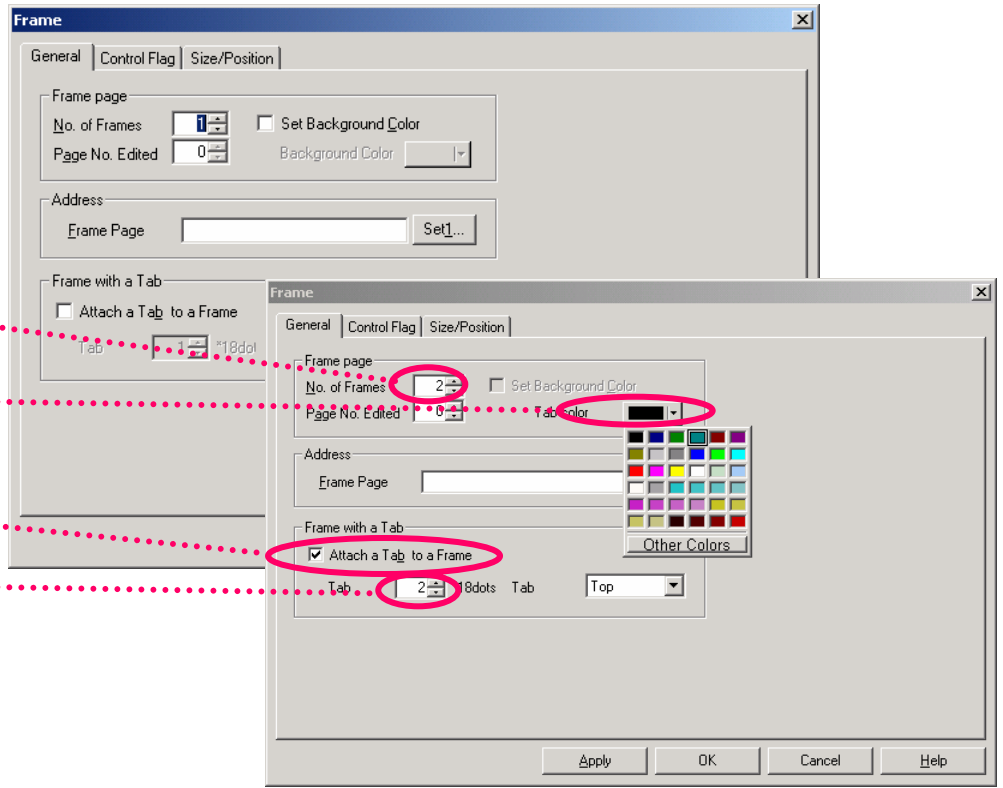 Frame
General Control Flag Size/Position
Frame page
No. of Frames 1 Set Background Color
Page No. Edited 0 Background Color
Address
Frame Page Set1...
Frame with a Tab
Attach a Tab to a Frame
Tab 1 *18dot
Frame
General Control Flag Size/Position
Frame page
No. of Frames 2 Set Background Color
Page No. Edited 0 Tab color
Address
Frame Page
Other Colors
Frame with a Tab
Attach a Tab to a Frame
Tab 2 *18dots Tab Top
Apply OK Cancel Help